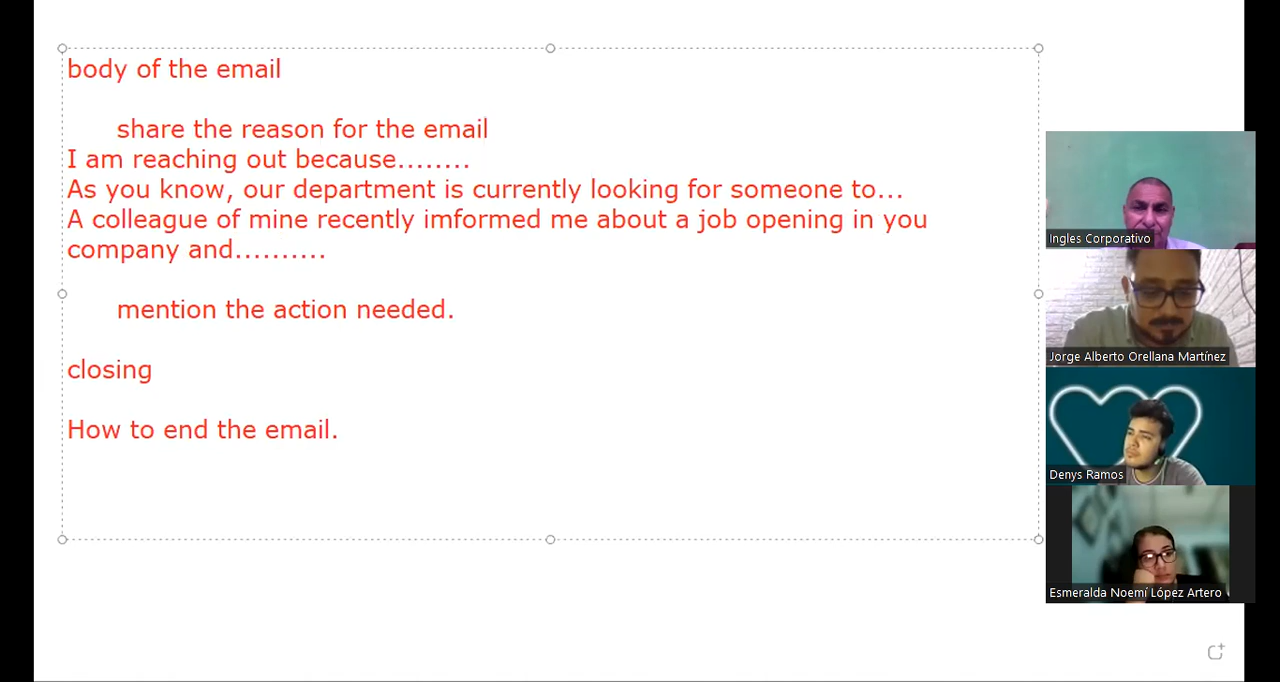 body of the email
share the reason for the email
I am reaching out because........
As you know, our department is currently looking for someone to...
A colleague of mine recently imformed me about a job opening in you
company and..........
mention the action needed.
closing
How to end the email.
Ingles Corporativo
Jorge Alberto Orellana Martínez
Denys Ramos
Esmeralda Noemí López Artero